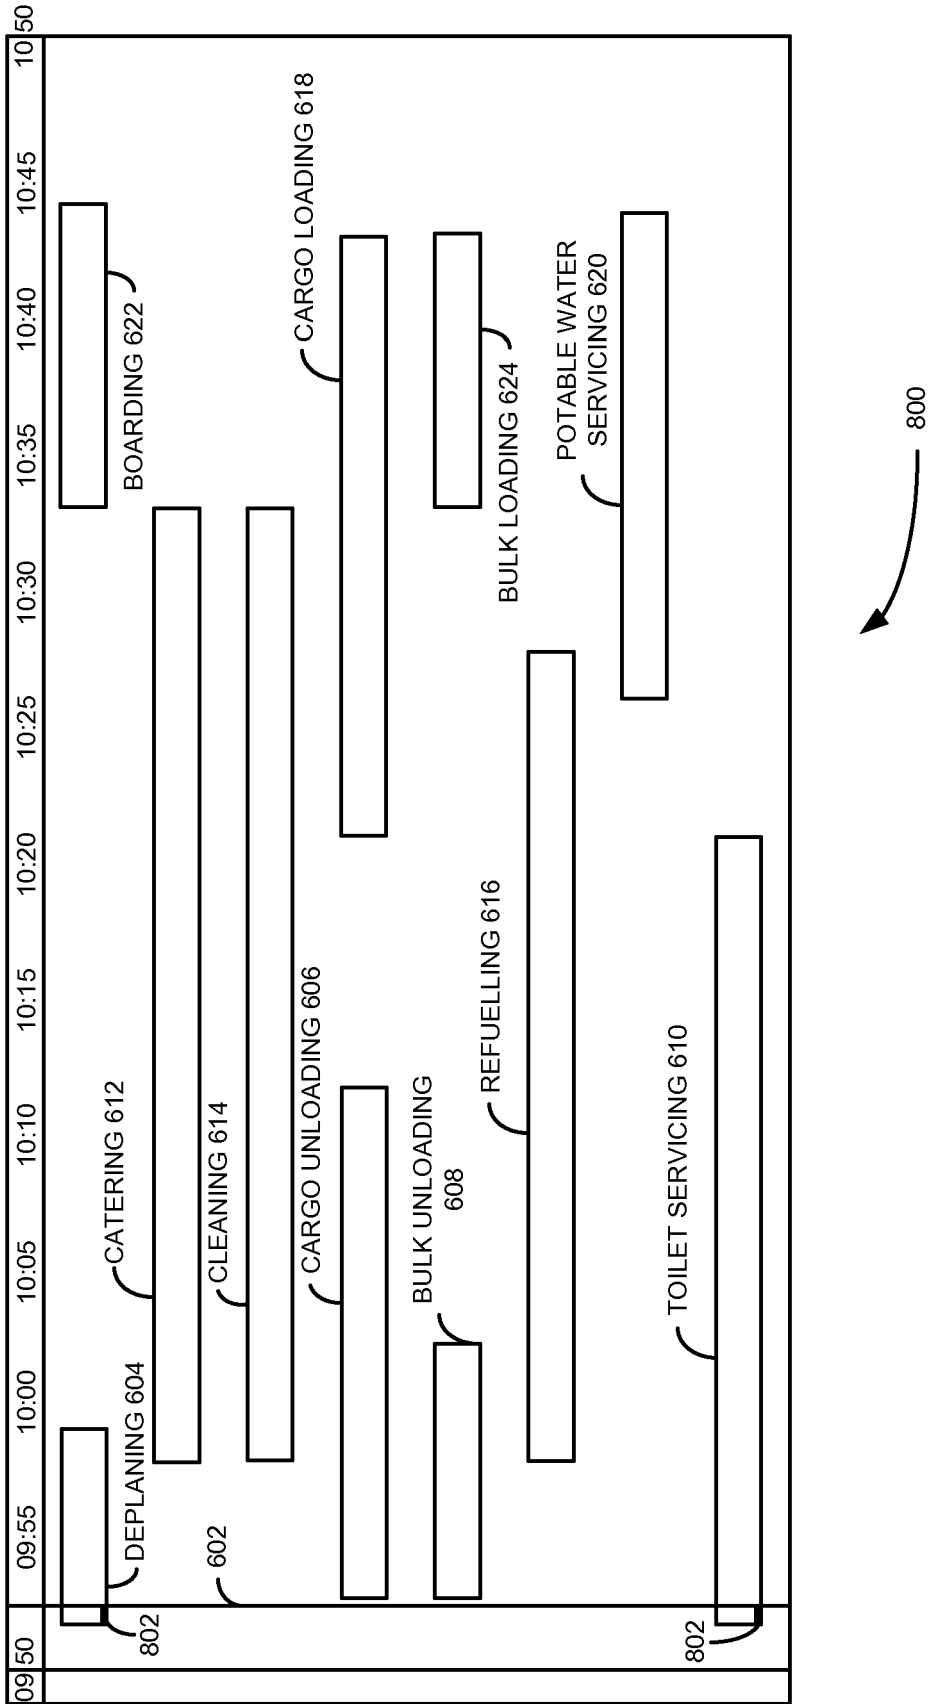 09 50 09:55 10:00 10:05 10:10 10:15 10:20 10:25 10:30 10:35 10:40 10:45 10 50
802
DEPLANING 604
BOARDING 622
CATERING 612
602
CLEANING 614
CARGO UNLOADING 606
CARGO LOADING 618
BULK UNLOADING
608
BULK LOADING 624
REFUELLING 616
POTABLE WATER
SERVICING 620
802
TOILET SERVICING 610
800